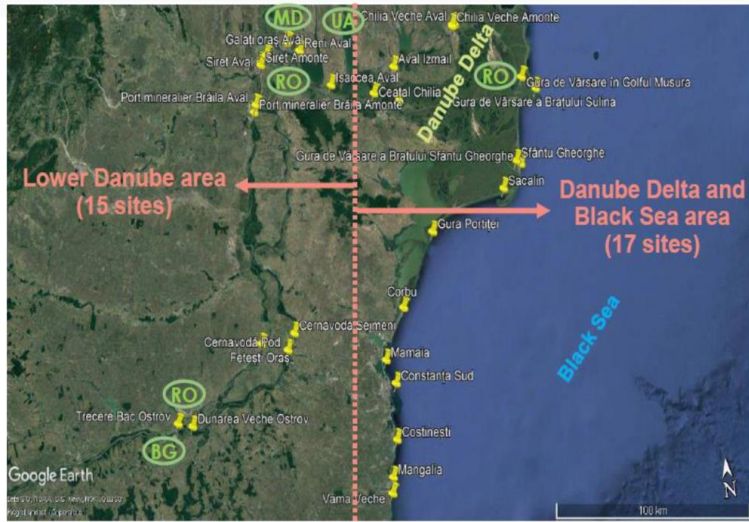 MD
UA
Chilia Veche Aval
Chilia Veche Amonte
Galați oraș Aval
Reni Aval
Siret Amonte
Siret Aval
Aval Izmail
RO
Isaccea Aval
Ceatal Chilia
Danube Delta
RO
Gura de Vărsare în Golful Musura
Gura de Vărsare a Brațului Sulina
Port mineralier Brăila Aval
Port mineralier Brăila Amonte
Gura de Vărsare a Bratului Sfântu Gheorghe
Sfântu Gheorghe
Sacalin
Lower Danube area
(15 sites)
Danube Delta and
Black Sea area
(17 sites)
Gura Portiței
Corbu
Black Sea
Cernavodă Seimeni
Cernavodă Pod
Fetești Oraș
Mamaia
Constanța Sud
RO
Trecere Bac Ostrov
Dunărea Veche Ostrov
BG
Costinesti
Mangalia
Vama Veche
Google Earth
N
100 km